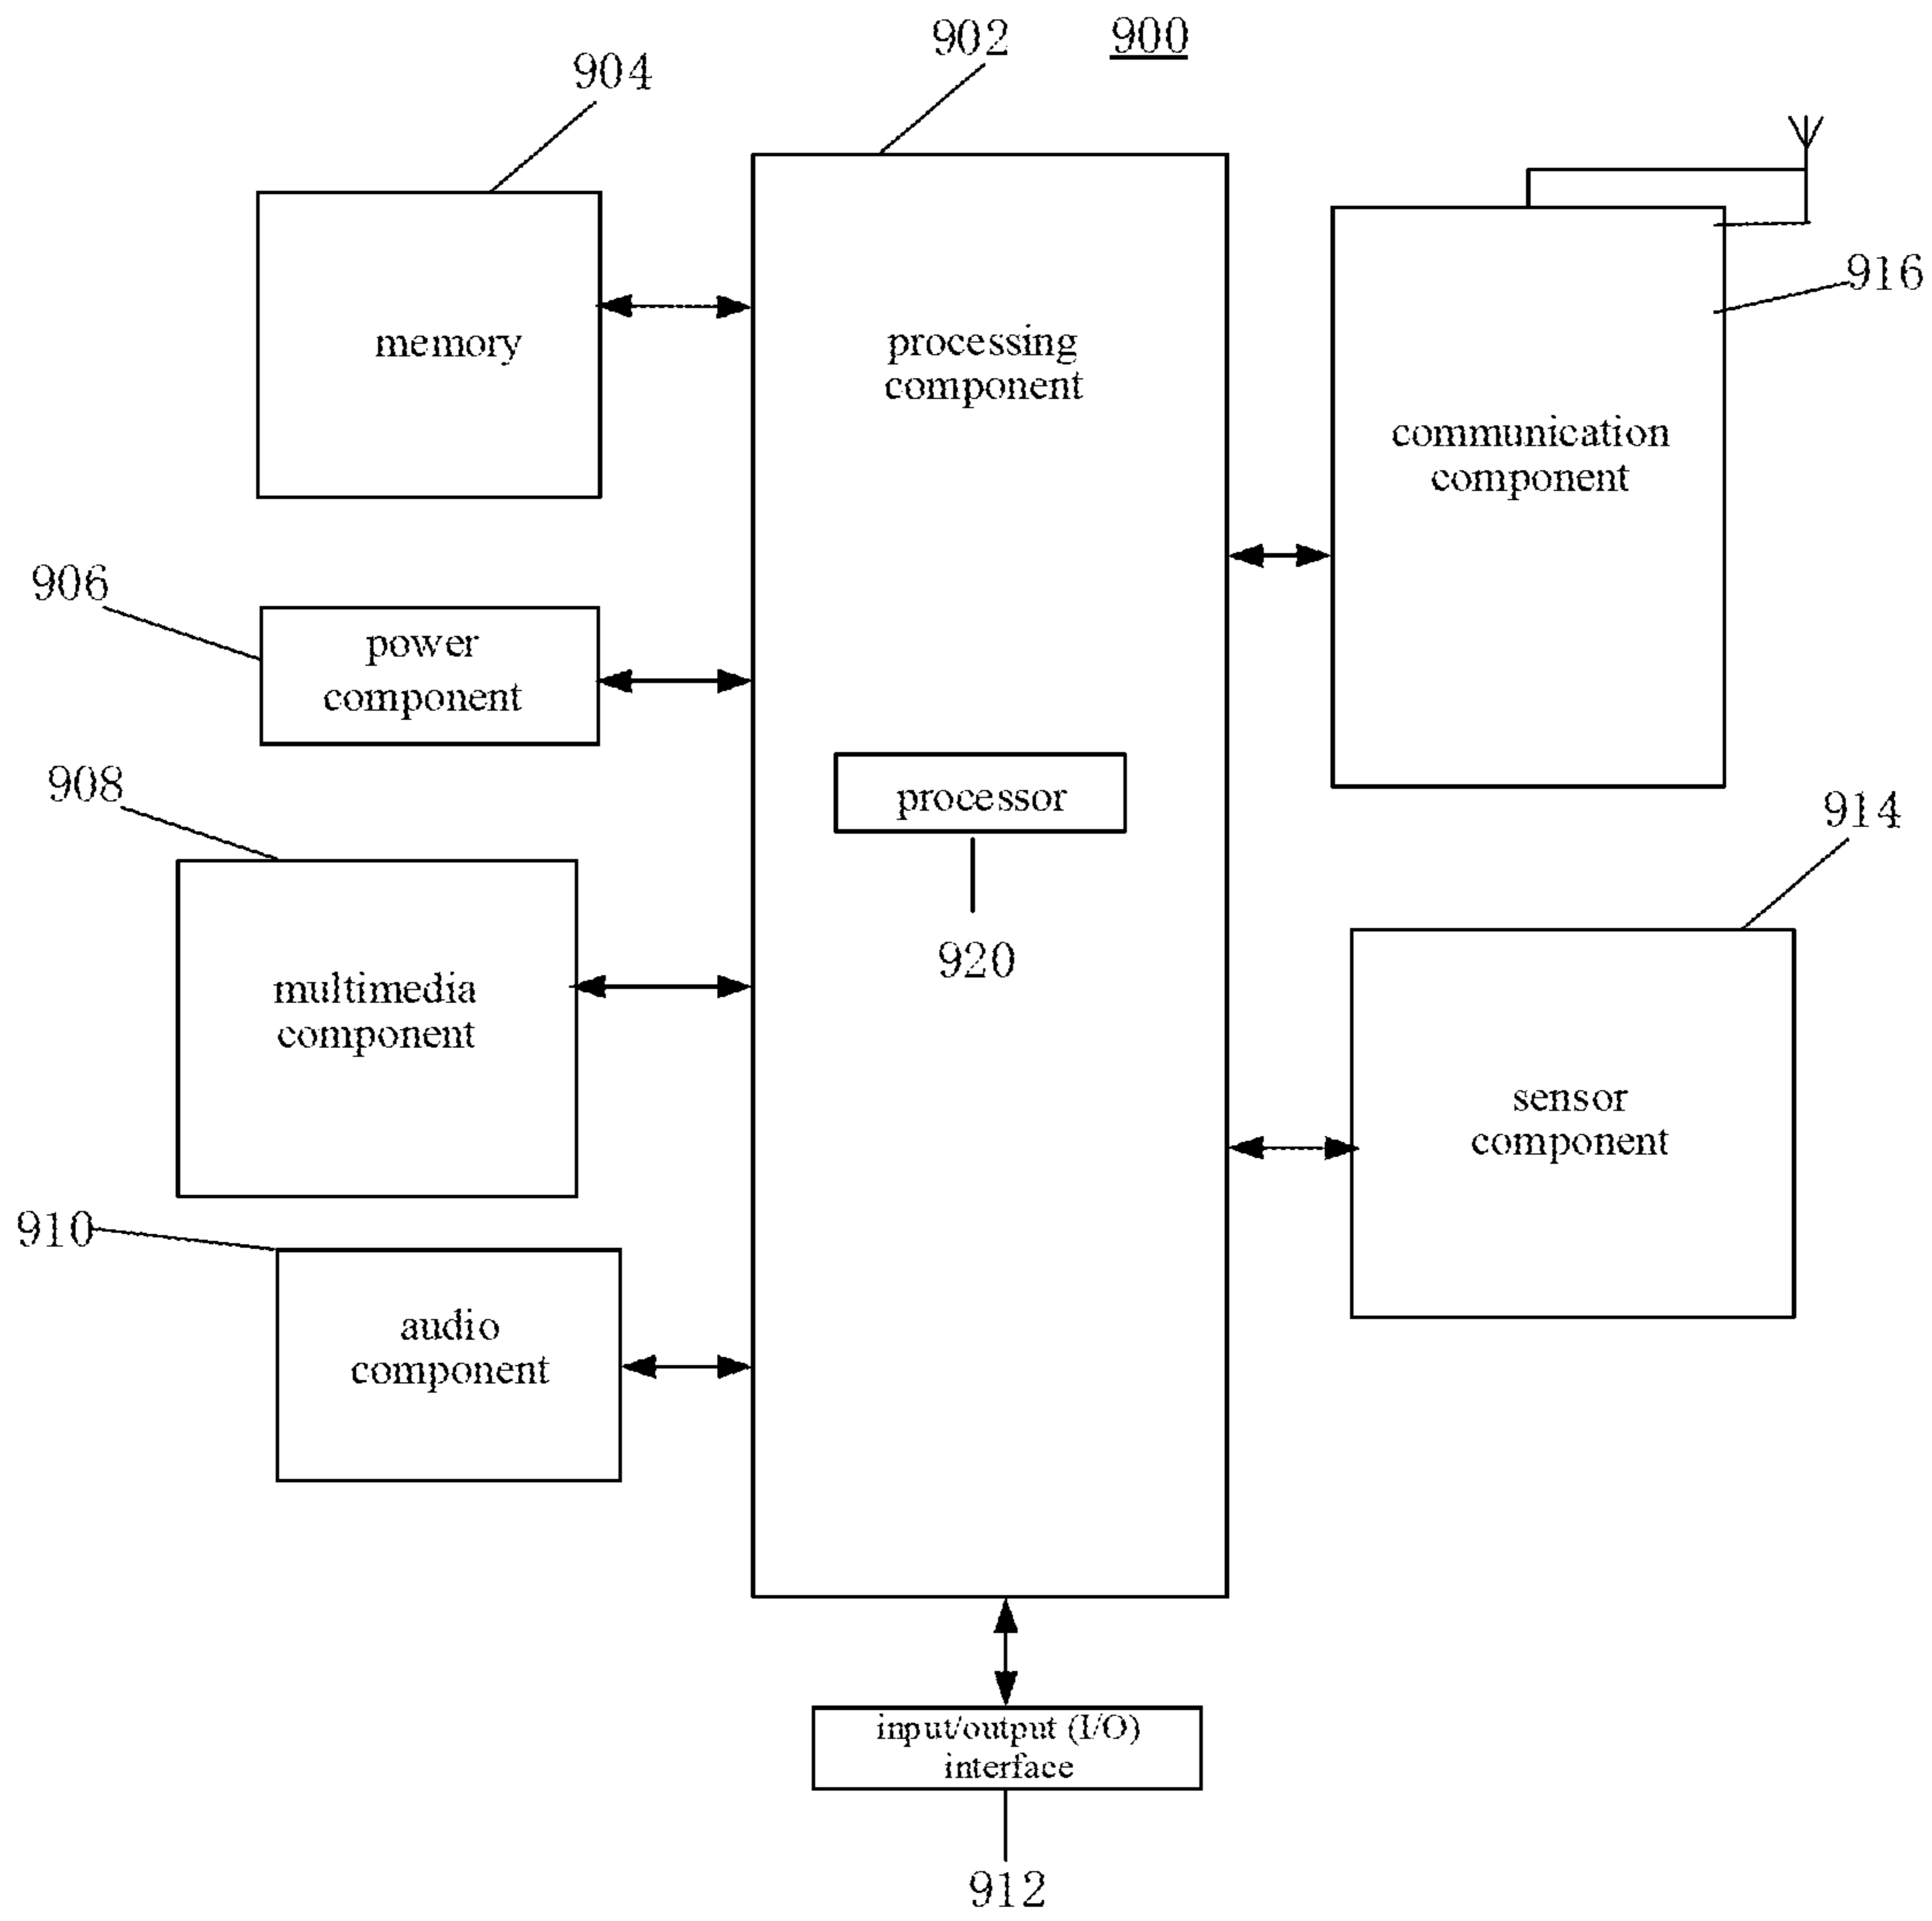 902
900
904
916
memory
processing
component
communication
component
906
power
component
908
processor
914
920
multimedia
component
sensor
component
910
audio
component
input/output (I/O)
interface
912